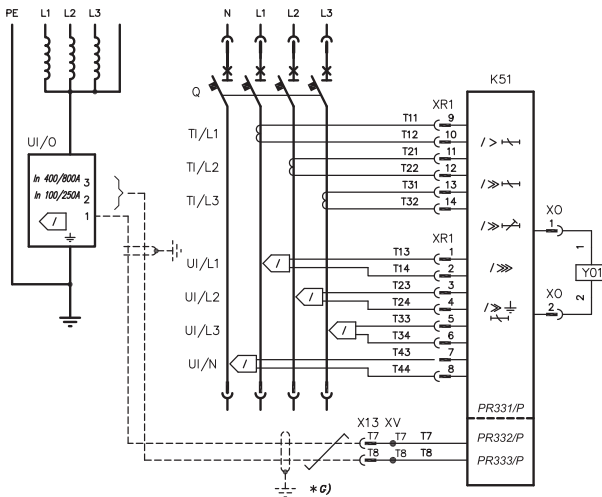 PE L1 L2 L3 N L1 L2 L3
K51
Q
XR1
T11 9
TI/L1 T12 10
UI/O
T21 11
TI/L2 T22 12
In 400/800A 3
In 100/250A 2
1
T31 13
TI/L3 T32 14
I > 
I >>
I >>
I >>>
I >>
XO
1
1
Y01
2
XO
2
XR1
T13 1
UI/L1 T14 2
T23 3
UI/L2 T24 4
T33 5
UI/L3 T34 6
T43 7
UI/N T44 8
I
I
I
I
I
PR331/P
X13 XV
T7 T7 T7 PR332/P
T8 T8 T8 PR333/P
*G)